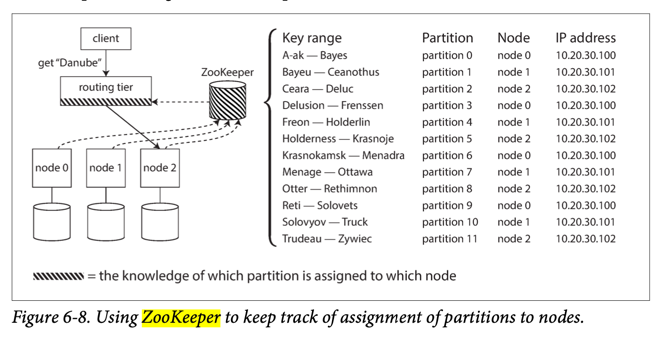 client
get “Danube”
routing tier
ZooKeeper
node 0
node 1
node 2
Key range Partition Node IP address
A-ak — Bayes partition 0 node 0 10.20.30.100
Bayeu — Ceanothus partition 1 node 1 10.20.30.101
Ceara — Deluc partition 2 node 2 10.20.30.102
Delusion — Frenssen partition 3 node 0 10.20.30.100
Freon — Holderlin partition 4 node 1 10.20.30.101
Holderness — Krasnoje partition 5 node 2 10.20.30.102
Krasnokamsk — Menadra partition 6 node 0 10.20.30.100
Menage — Ottawa partition 7 node 1 10.20.30.101
Otter — Rethimnon partition 8 node 2 10.20.30.102
Reti — Solovets partition 9 node 0 10.20.30.100
Solovyov — Truck partition 10 node 1 10.20.30.101
Trudeau — Zywiec partition 11 node 2 10.20.30.102
= the knowledge of which partition is assigned to which node
Figure 6-8. Using ZooKeeper to keep track of assignment of partitions to nodes.